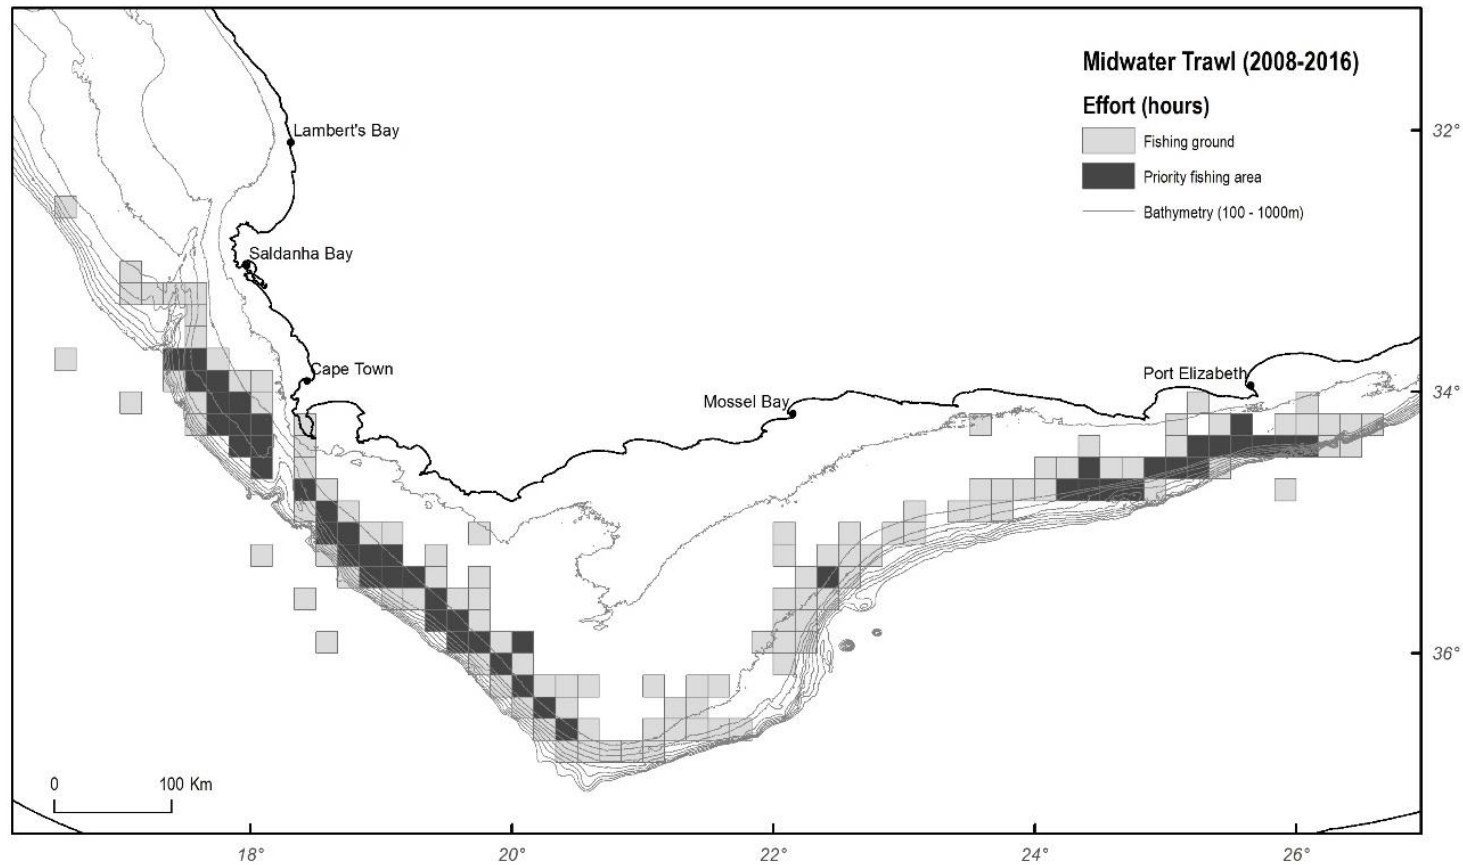 Midwater Trawl (2008-2016)
Effort (hours)
Fishing ground
Priority fishing area
Bathymetry (100 - 1000m)
Lambert's Bay
32°
Saldanha Bay
Cape Town
Port Elizabeth
34°
Mossel Bay
36°
0 100 Km
18° 20° 22° 24° 26°